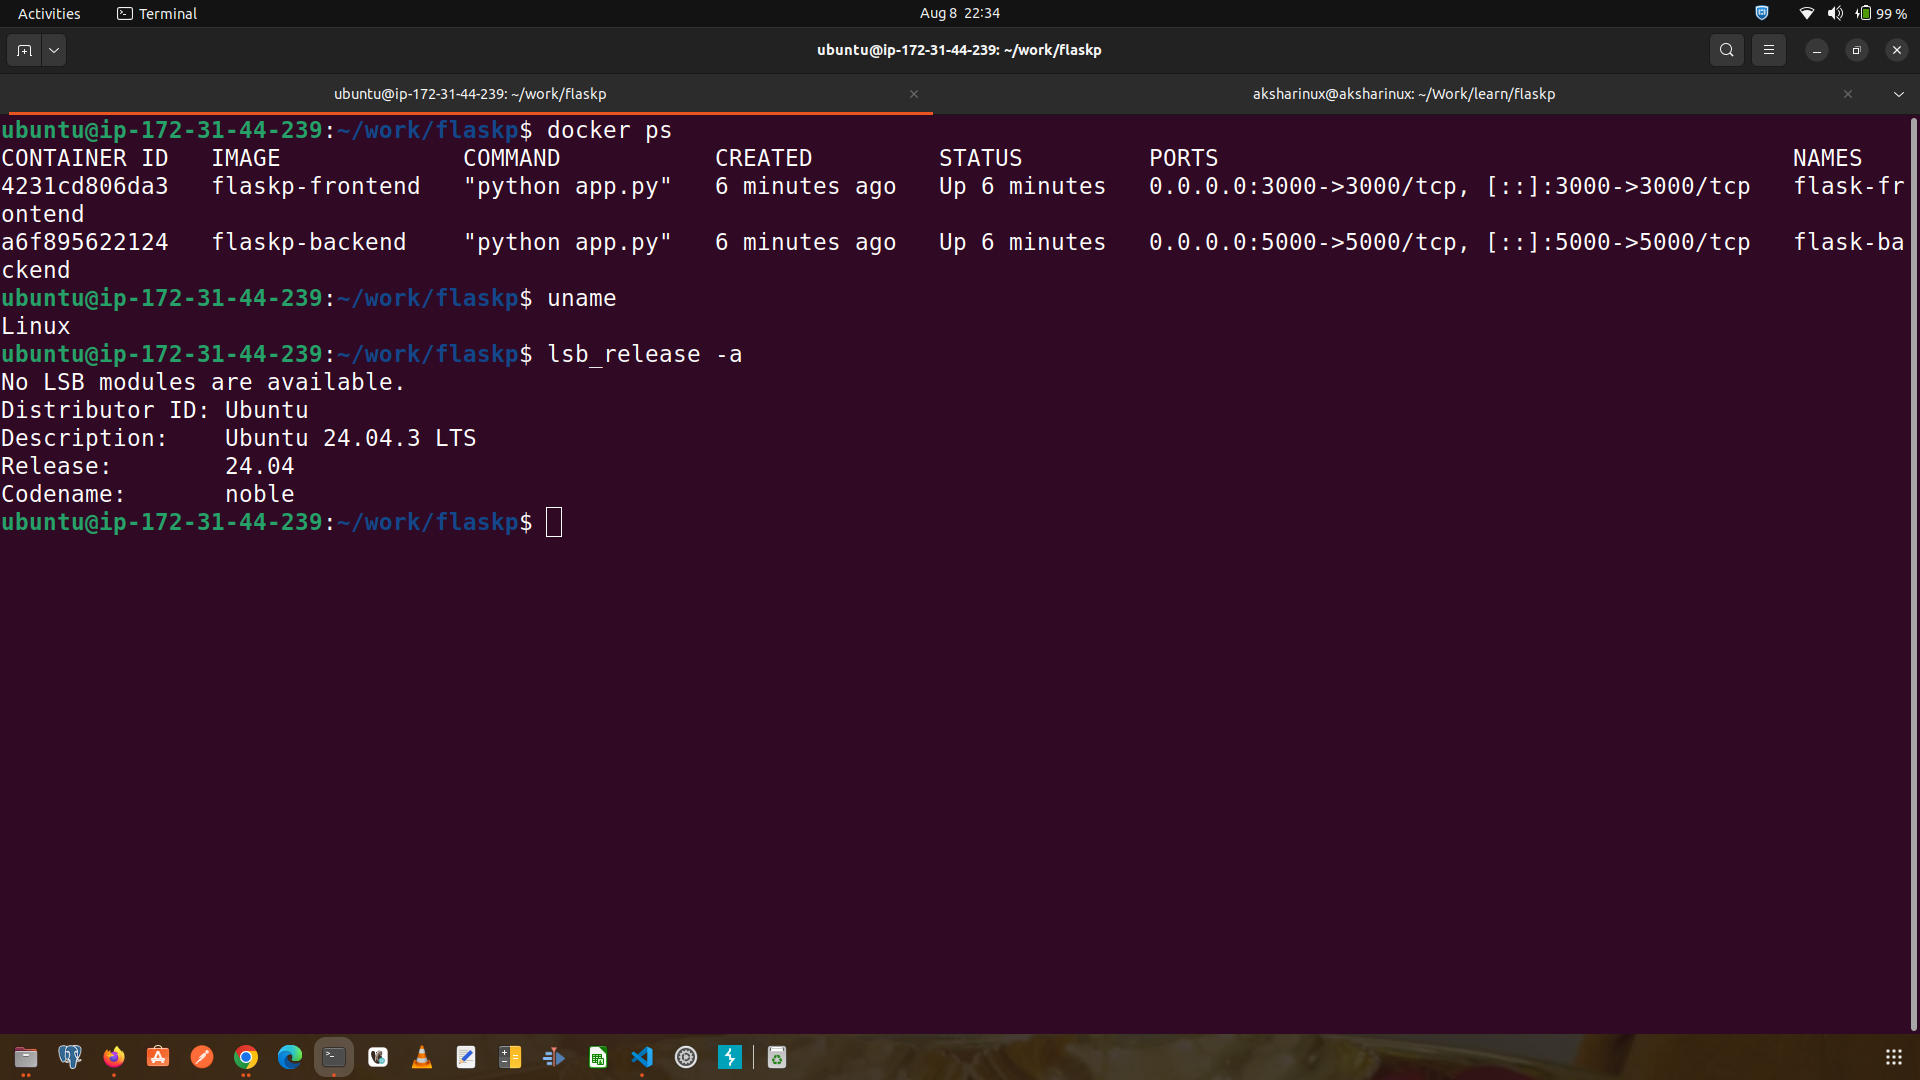 Activities Terminal Aug 8 22:34 99 %
ubuntu@ip-172-31-44-239: ~/work/flaskp
ubuntu@ip-172-31-44-239: ~/work/flaskp aksharinux@aksharinux: ~/Work/learn/flaskp
ubuntu@ip-172-31-44-239:~/work/flaskp$ docker ps
CONTAINER ID   IMAGE             COMMAND           CREATED         STATUS         PORTS                                         NAMES
4231cd806da3   flaskp-frontend   "python app.py"   6 minutes ago   Up 6 minutes   0.0.0.0:3000->3000/tcp, [::]:3000->3000/tcp   flask-fr
ontend
a6f895622124   flaskp-backend    "python app.py"   6 minutes ago   Up 6 minutes   0.0.0.0:5000->5000/tcp, [::]:5000->5000/tcp   flask-ba
ckend
ubuntu@ip-172-31-44-239:~/work/flaskp$ uname
Linux
ubuntu@ip-172-31-44-239:~/work/flaskp$ lsb_release -a
No LSB modules are available.
Distributor ID: Ubuntu
Description:    Ubuntu 24.04.3 LTS
Release:        24.04
Codename:       noble
ubuntu@ip-172-31-44-239:~/work/flaskp$